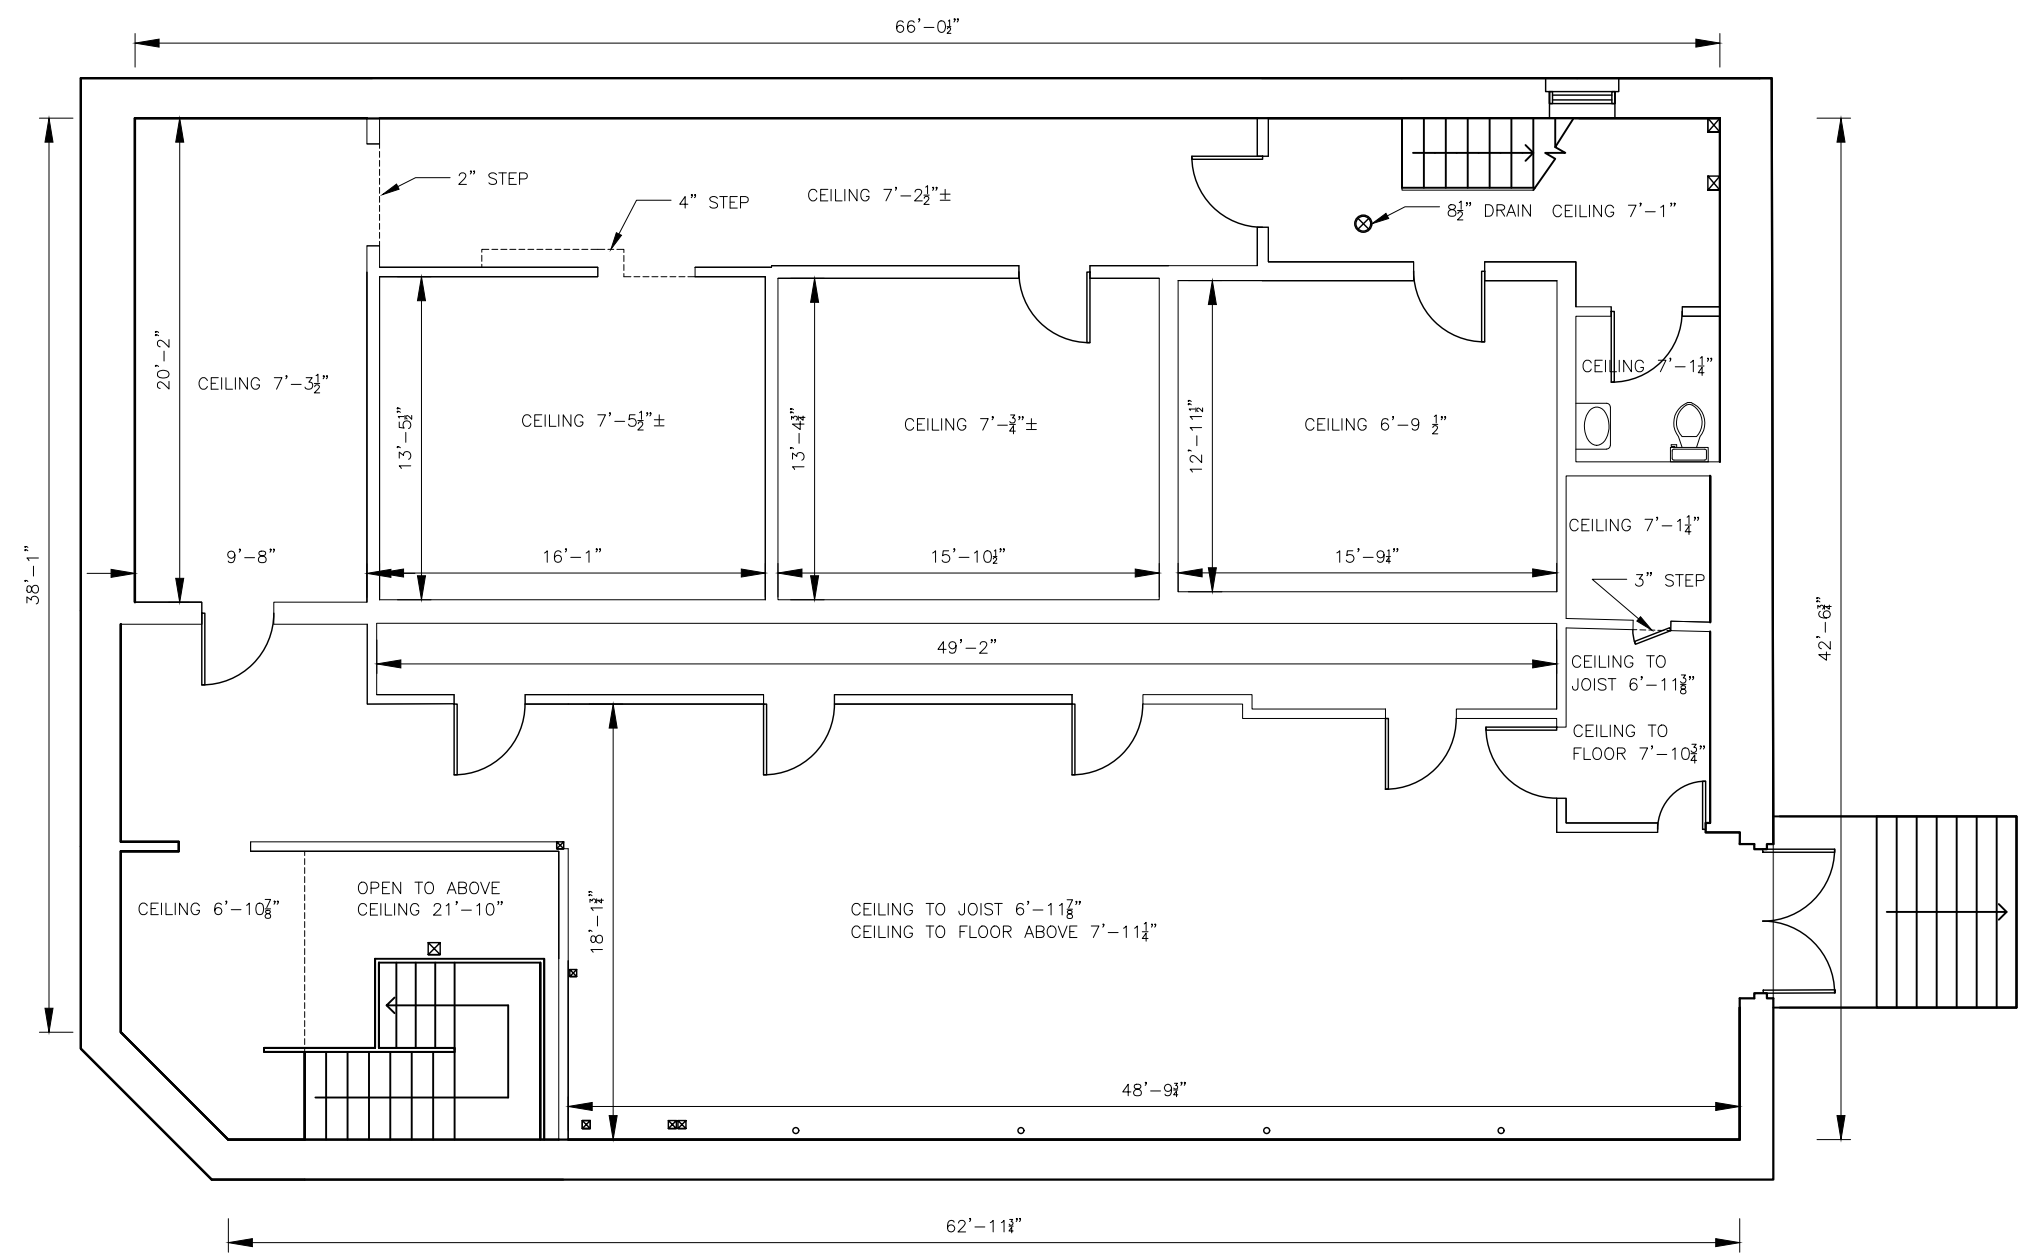 66’-0½”
2” STEP
4” STEP
CEILING 7’-2½”±
8½” DRAIN
CEILING 7’-1”
20’-2”
CEILING 7’-3½”
13’-5½”
CEILING 7’-5½”±
13’-4¾”
CEILING 7’-¾”±
12’-11½”
CEILING 6’-9 ½”
CEILING 7’-1¼”
CEILING 7’-1¼”
38’-1”
9’-8”
16’-1”
15’-10½”
15’-9¼”
3” STEP
42’-6¾”
49’-2”
CEILING TO
JOIST 6’-11⅜”
CEILING TO
FLOOR 7’-10¾”
CEILING 6’-10⅞”
OPEN TO ABOVE
CEILING 21’-10”
18’-1¾”
CEILING TO JOIST 6’-11⅞”
CEILING TO FLOOR ABOVE 7’-11¼”
48’-9¾”
62’-11¾”